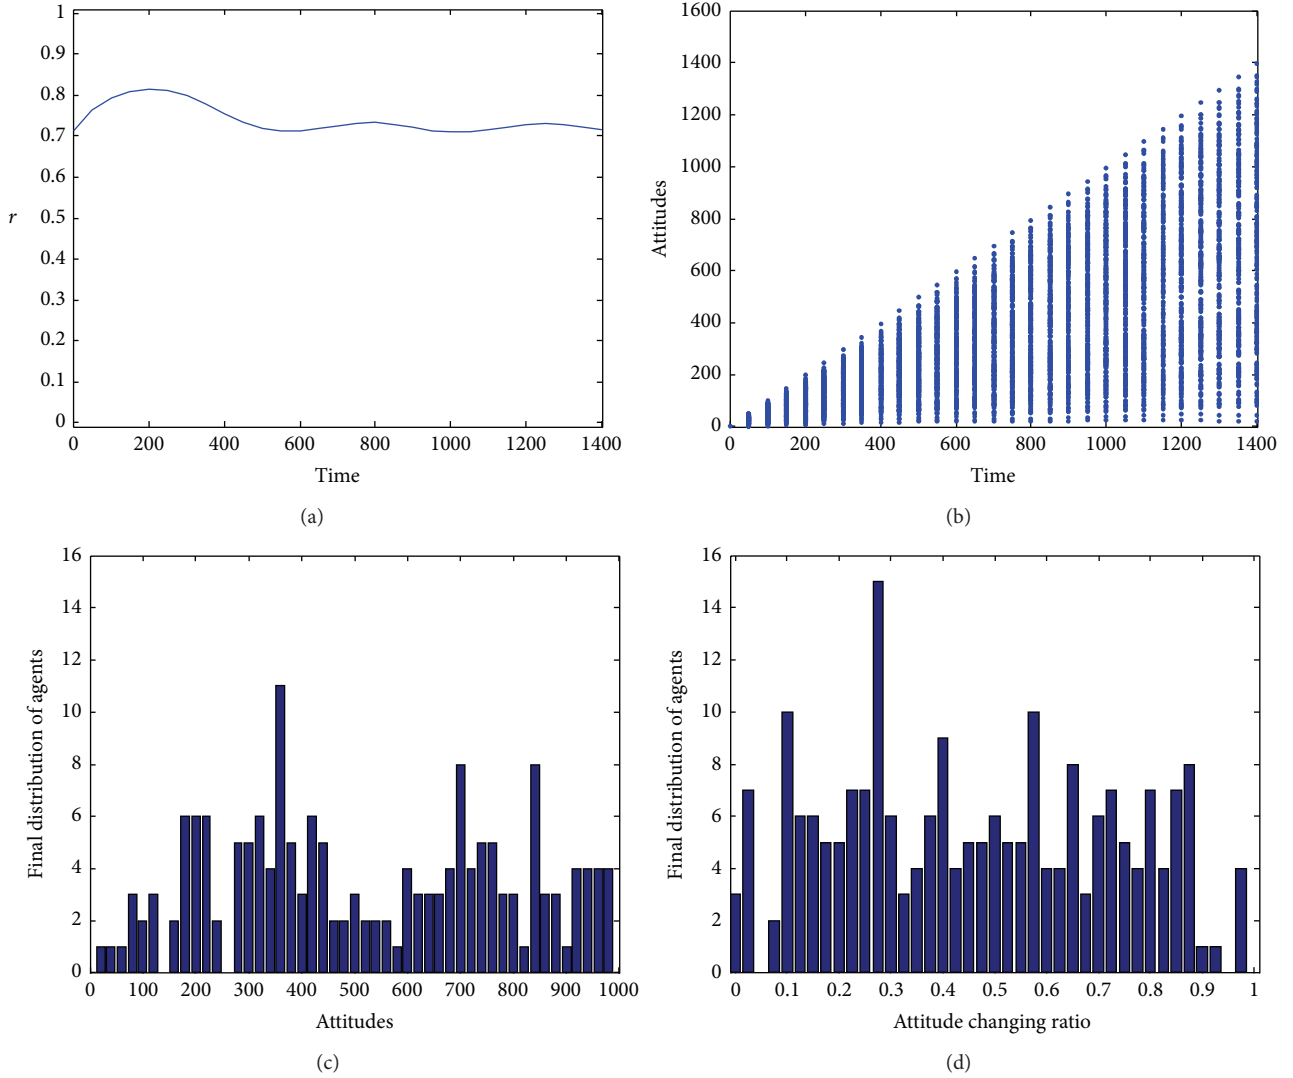 1
0.9
0.8
0.7
0.6
r
0.5
0.4
0.3
0.2
0.1
0
0 200 400 600 800 1000 1200 1400
Time
(a)
1600
1400
1200
1000
800
600
400
200
0
Attitudes
0 200 400 600 800 1000 1200 1400
Time
(b)
16
14
12
10
8
6
4
2
0
Final distribution of agents
0 100 200 300 400 500 600 700 800 900 1000
Attitudes
(c)
16
14
12
10
8
6
4
2
0
Final distribution of agents
0 0.1 0.2 0.3 0.4 0.5 0.6 0.7 0.8 0.9 1
Attitude changing ratio
(d)